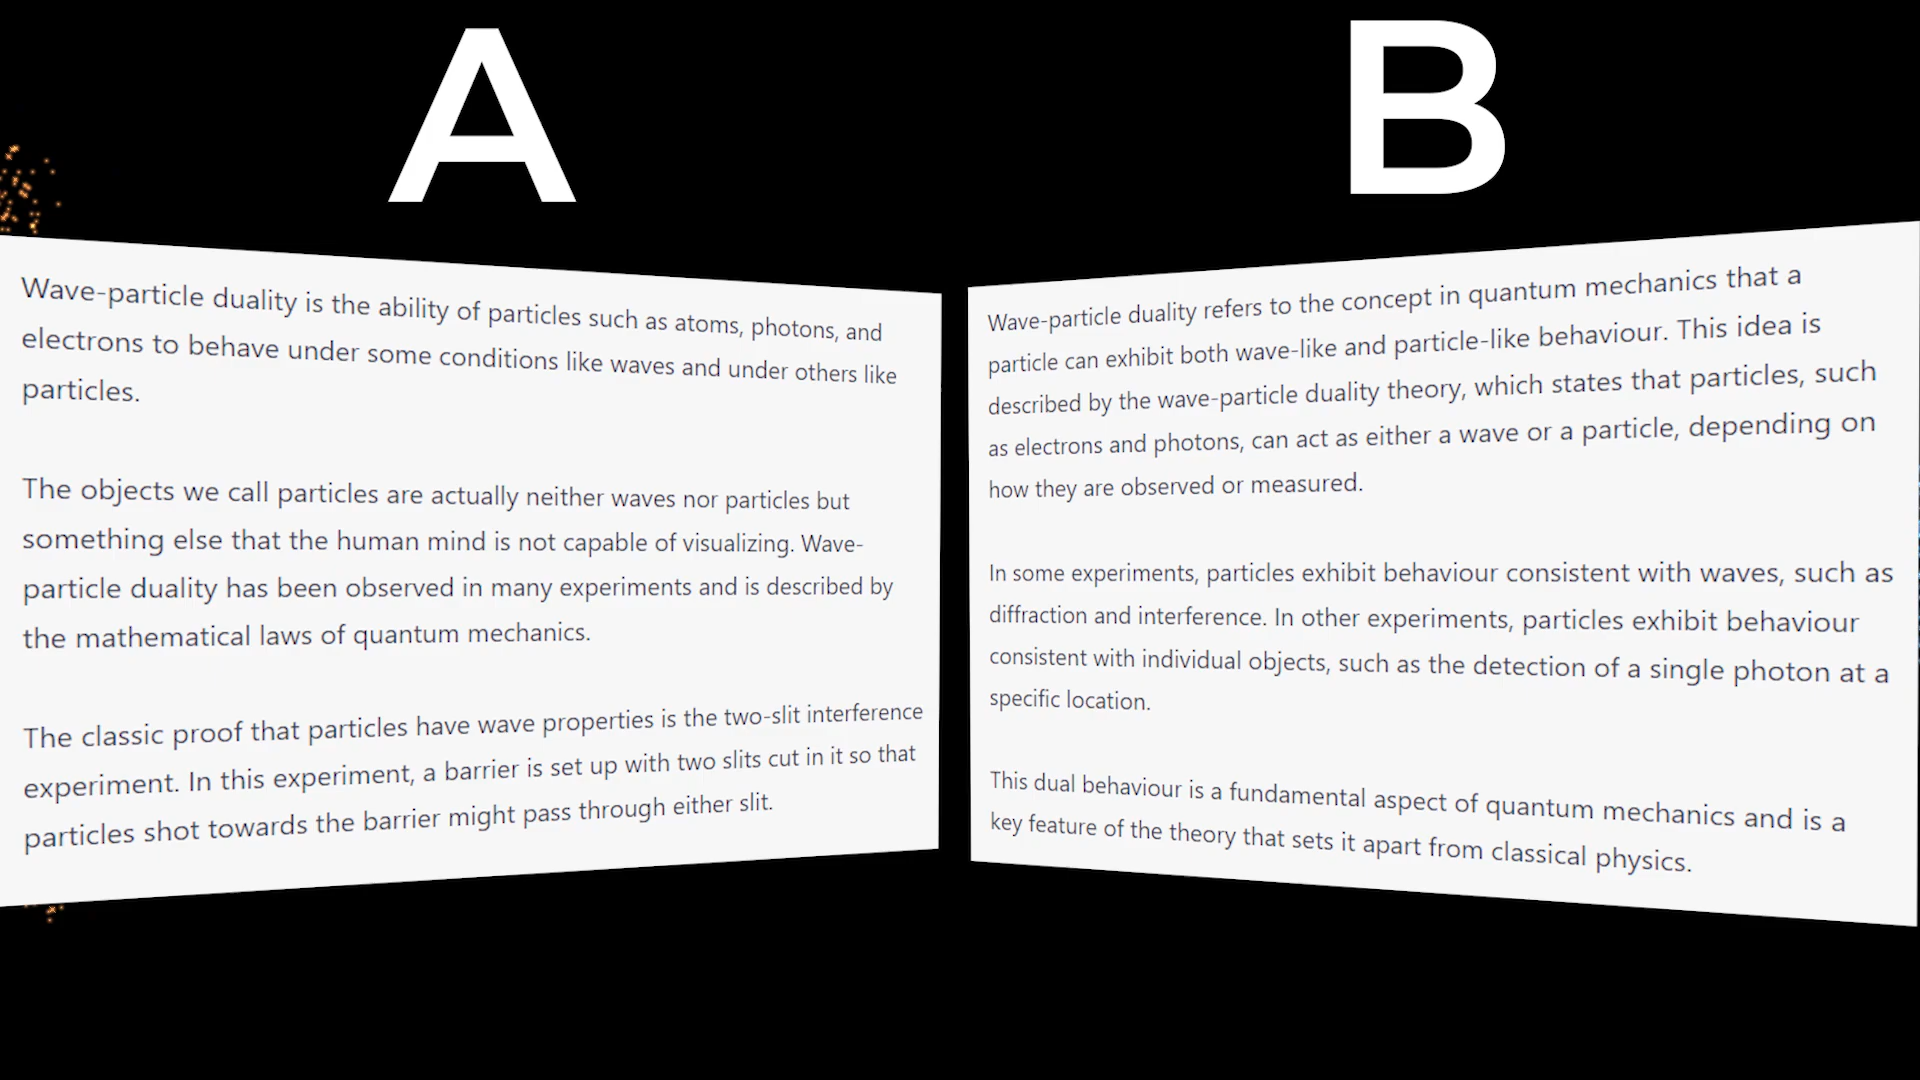 A
Wave-particle duality is the ability of particles such as atoms, photons, and
electrons to behave under some conditions like waves and under others like
particles.
The objects we call particles are actually neither waves nor particles but
something else that the human mind is not capable of visualizing. Wave-
particle duality has been observed in many experiments and is described by
the mathematical laws of quantum mechanics.
The classic proof that particles have wave properties is the two-slit interference
experiment. In this experiment, a barrier is set up with two slits cut in it so that
particles shot towards the barrier might pass through either slit.
B
Wave-particle duality refers to the concept in quantum mechanics that a
particle can exhibit both wave-like and particle-like behaviour. This idea is
described by the wave-particle duality theory, which states that particles, such
as electrons and photons, can act as either a wave or a particle, depending on
how they are observed or measured.
In some experiments, particles exhibit behaviour consistent with waves, such as
diffraction and interference. In other experiments, particles exhibit behaviour
consistent with individual objects, such as the detection of a single photon at a
specific location.
This dual behaviour is a fundamental aspect of quantum mechanics and is a
key feature of the theory that sets it apart from classical physics.